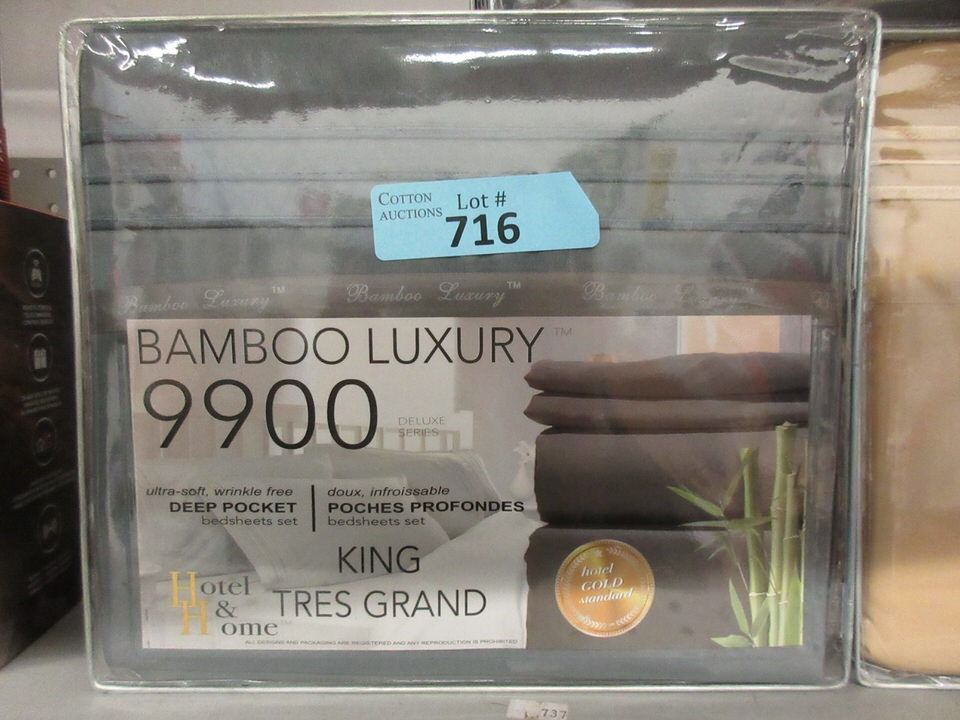 COTTON
AUCTIONS
Lot #
716
Bamboo Luxury™ Bamboo Luxury™ Bamboo Luxury™
BAMBOO LUXURY™
9900
DELUXE
SERIES
ultra-soft, wrinkle free
DEEP POCKET
bedsheets set
doux, infroissable
POCHES PROFONDES
bedsheets set
KING
TRES GRAND
Hotel
&
Home™
hotel
GOLD
standard
ALL DESIGNS AND PACKAGING ARE REGISTERED AND ANY REPRODUCTION IS PROHIBITED
737